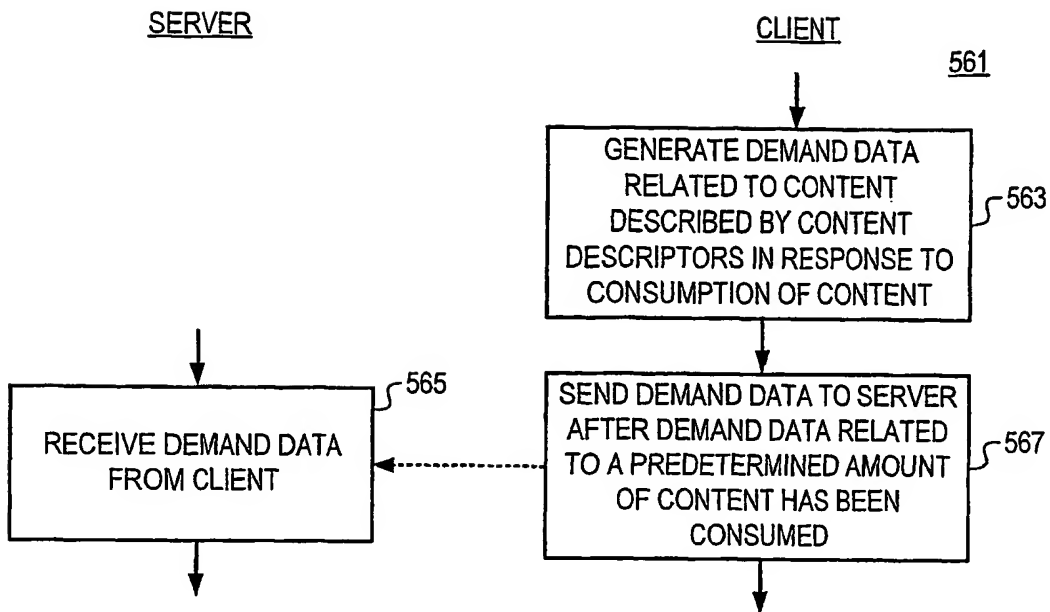 SERVER
CLIENT
561
GENERATE DEMAND DATA
RELATED TO CONTENT
DESCRIBED BY CONTENT
DESCRIPTORS IN RESPONSE TO
CONSUMPTION OF CONTENT
563
565
RECEIVE DEMAND DATA
FROM CLIENT
SEND DEMAND DATA TO SERVER
AFTER DEMAND DATA RELATED
TO A PREDETERMINED AMOUNT
OF CONTENT HAS BEEN
CONSUMED
567